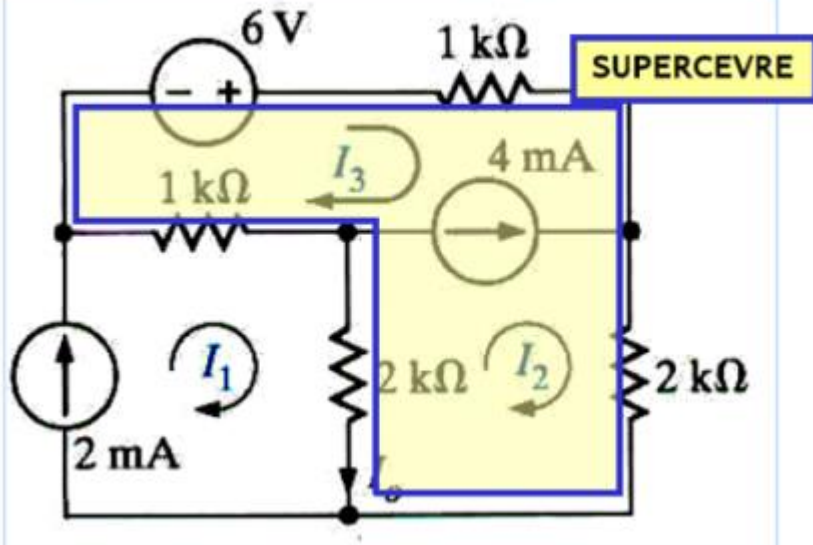 6 V
1 kΩ
SUPERCEVRE
− +
I3
4 mA
1 kΩ
I1
2 kΩ
I2
2 kΩ
2 mA
Io